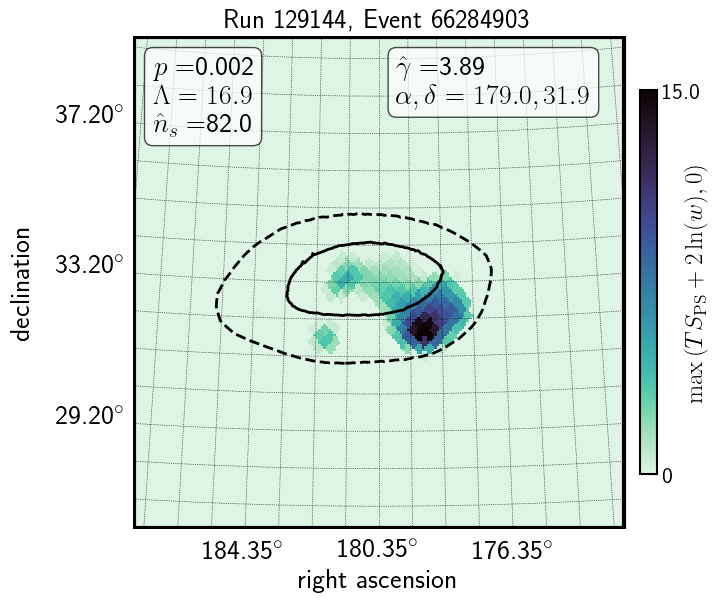 Run 129144, Event 66284903
p =0.002
Λ = 16.9
n̂ₛ =82.0
γ̂ =3.89
α, δ = 179.0, 31.9
37.20°
33.20°
29.20°
declination
184.35°
180.35°
176.35°
right ascension
15.0
0
max (TS_PS + 2 ln(w), 0)